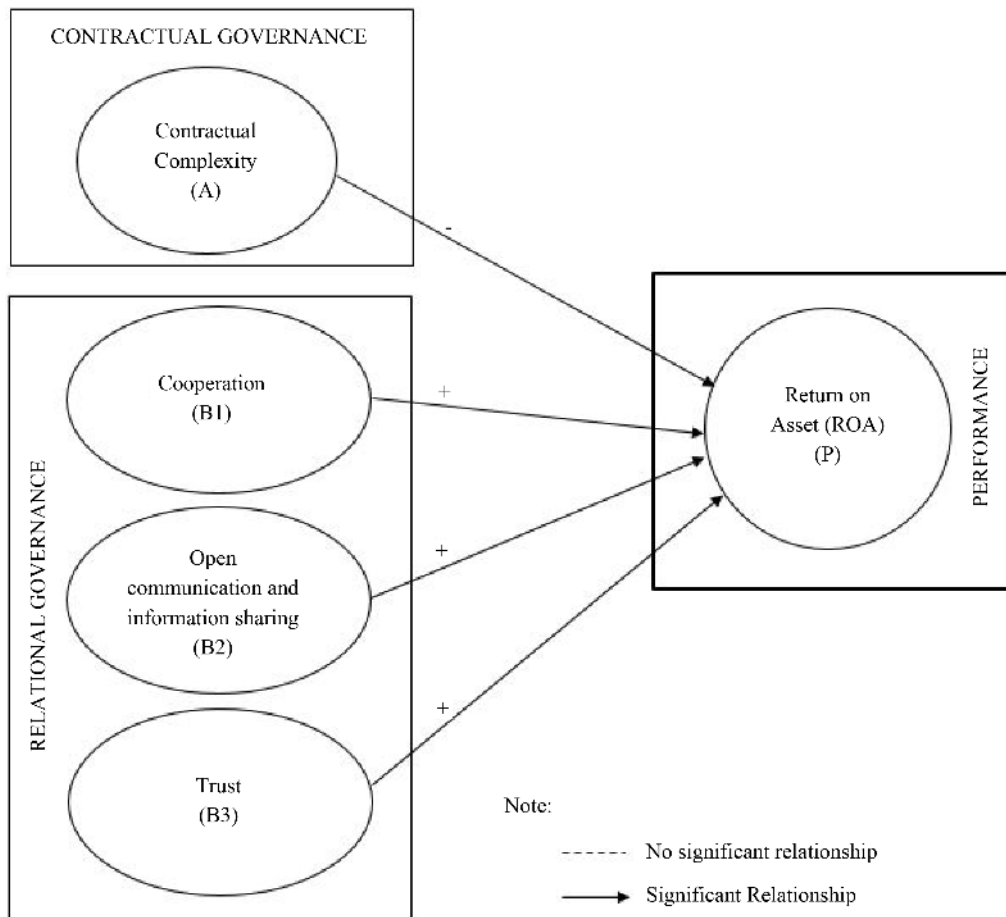 CONTRACTUAL GOVERNANCE
Contractual
Complexity
(A)
-
RELATIONAL GOVERNANCE
Cooperation
(B1)
+
Open
communication and
information sharing
(B2)
+
Trust
(B3)
+
Return on
Asset (ROA)
(P)
PERFORMANCE
Note:
No significant relationship
Significant Relationship